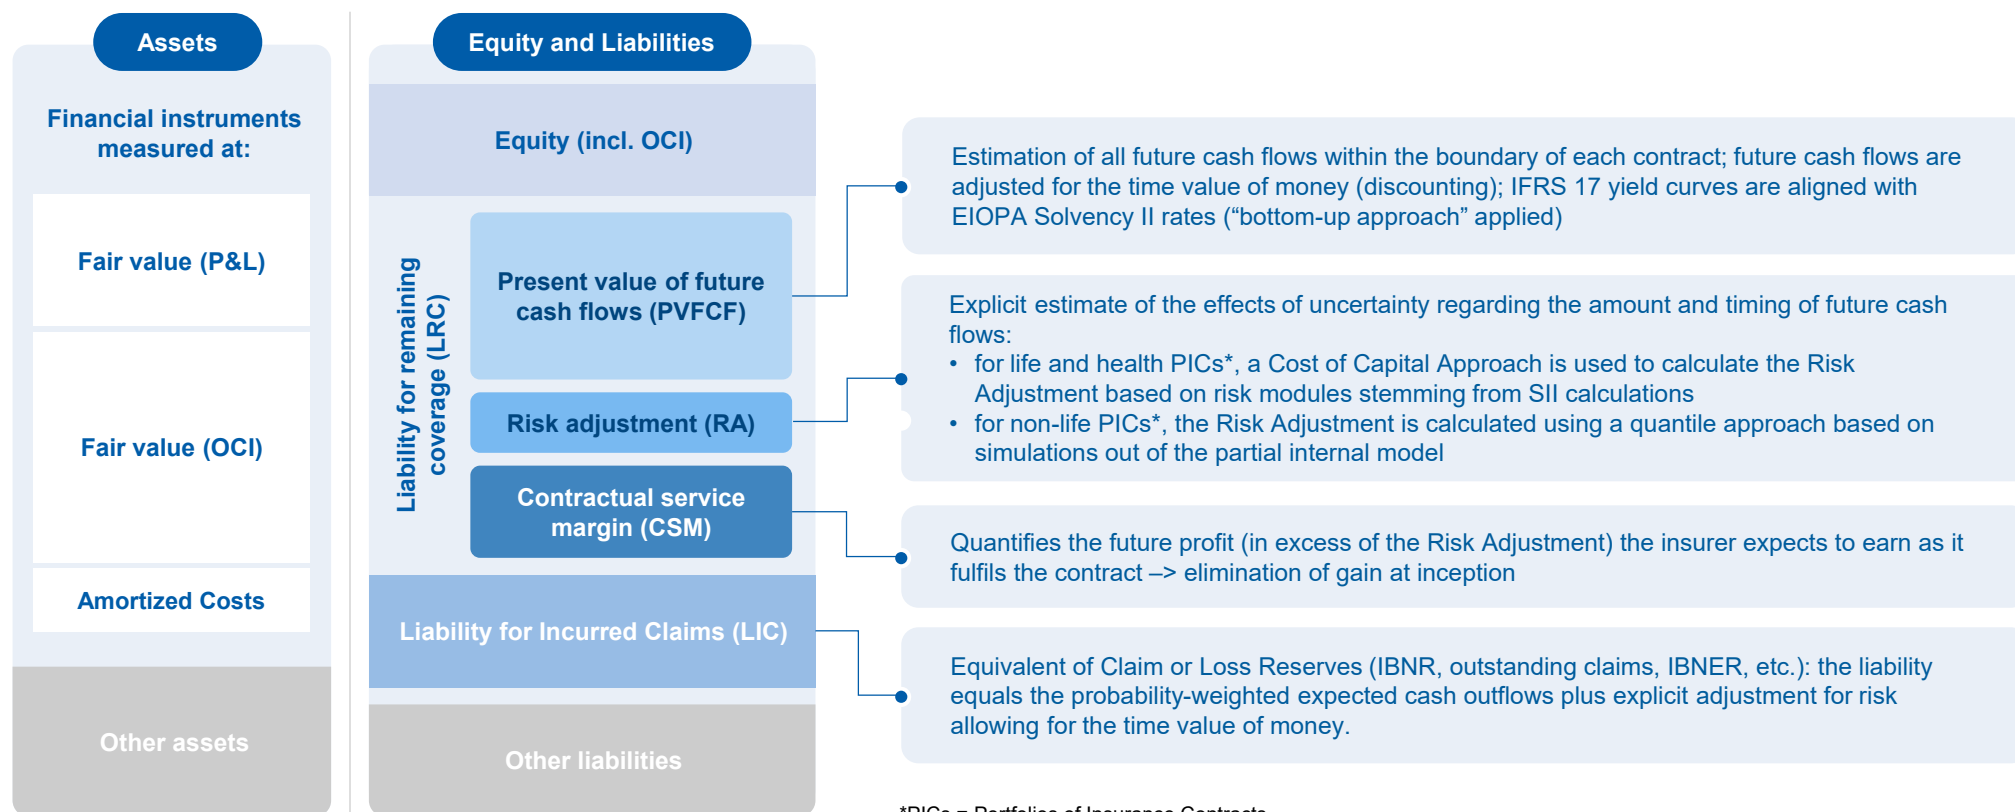 Assets
Financial instruments
measured at:
Fair value (P&L)
Fair value (OCI)
Amortized Costs
Other assets
Equity and Liabilities
Equity (incl. OCI)
Liability for remaining
coverage (LRC)
Present value of future
cash flows (PVFCF)
Risk adjustment (RA)
Contractual service
margin (CSM)
Liability for Incurred Claims (LIC)
Other liabilities
Estimation of all future cash flows within the boundary of each contract; future cash flows are
adjusted for the time value of money (discounting); IFRS 17 yield curves are aligned with
EIOPA Solvency II rates (“bottom-up approach” applied)
Explicit estimate of the effects of uncertainty regarding the amount and timing of future cash
flows:
• for life and health PICs*, a Cost of Capital Approach is used to calculate the Risk
Adjustment based on risk modules stemming from SII calculations
• for non-life PICs*, the Risk Adjustment is calculated using a quantile approach based on
simulations out of the partial internal model
Quantifies the future profit (in excess of the Risk Adjustment) the insurer expects to earn as it
fulfils the contract –> elimination of gain at inception
Equivalent of Claim or Loss Reserves (IBNR, outstanding claims, IBNER, etc.): the liability
equals the probability-weighted expected cash outflows plus explicit adjustment for risk
allowing for the time value of money.
*PICs = Portfolios of Insurance Contracts